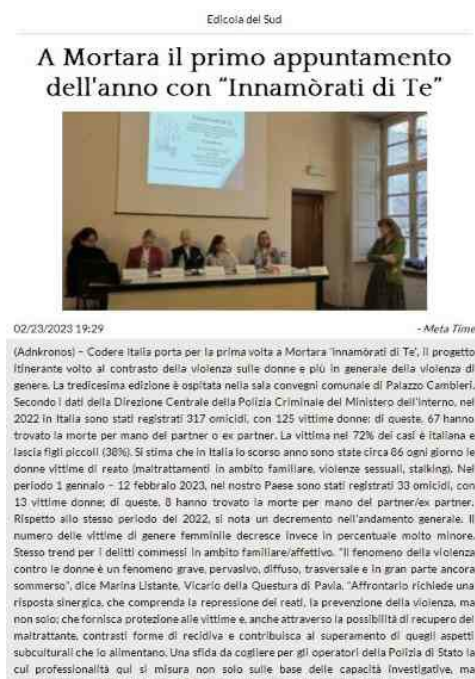 Edicola del Sud
A Mortara il primo appuntamento
dell'anno con "Innamòrati di Te"
02/23/2023 19:29
- Meta Time
(Adnkronos) – Codere Italia porta per la prima volta a Mortara 'Innamòrati di Te', il progetto
itinerante volto al contrasto della violenza sulle donne e più in generale della violenza di
genere. La tredicesima edizione è ospitata nella sala convegni comunale di Palazzo Cambieri.
Secondo i dati della Direzione Centrale della Polizia Criminale del Ministero dell'Interno, nel
2022 in Italia sono stati registrati 317 omicidi, con 125 vittime donne: di queste, 67 hanno
trovato la morte per mano del partner o ex partner. La vittima nel 72% dei casi è italiana e
lascia figli piccoli (38%). Si stima che in Italia lo scorso anno sono state circa 86 ogni giorno le
donne vittime di reato (maltrattamenti in ambito familiare, violenze sessuali, stalking). Nel
periodo 1 gennaio – 12 febbraio 2023, nel nostro Paese sono stati registrati 33 omicidi, con
13 vittime donne; di queste, 8 hanno trovato la morte per mano del partner/ex partner.
Rispetto allo stesso periodo del 2022, si nota un decremento nell'andamento generale. Il
numero delle vittime di genere femminile decresce invece in percentuale molto minore.
Stesso trend per i delitti commessi in ambito familiare/affettivo. "Il fenomeno della violenza
contro le donne è un fenomeno grave, pervasivo, diffuso, trasversale e in gran parte ancora
sommerso", dice Marina Listante, Vicario della Questura di Pavia. "Affrontarlo richiede una
risposta sinergica, che comprenda la repressione dei reati, la prevenzione della violenza, ma
non solo; che fornisca protezione alle vittime e, anche attraverso la possibilità di recupero del
maltrattante, contrasti forme di recidiva e contribuisca al superamento di quegli aspetti
subculturali che lo alimentano. Una sfida da cogliere per gli operatori della Polizia di Stato la
cui professionalità qui si misura non solo sulla base delle capacità investigative, ma